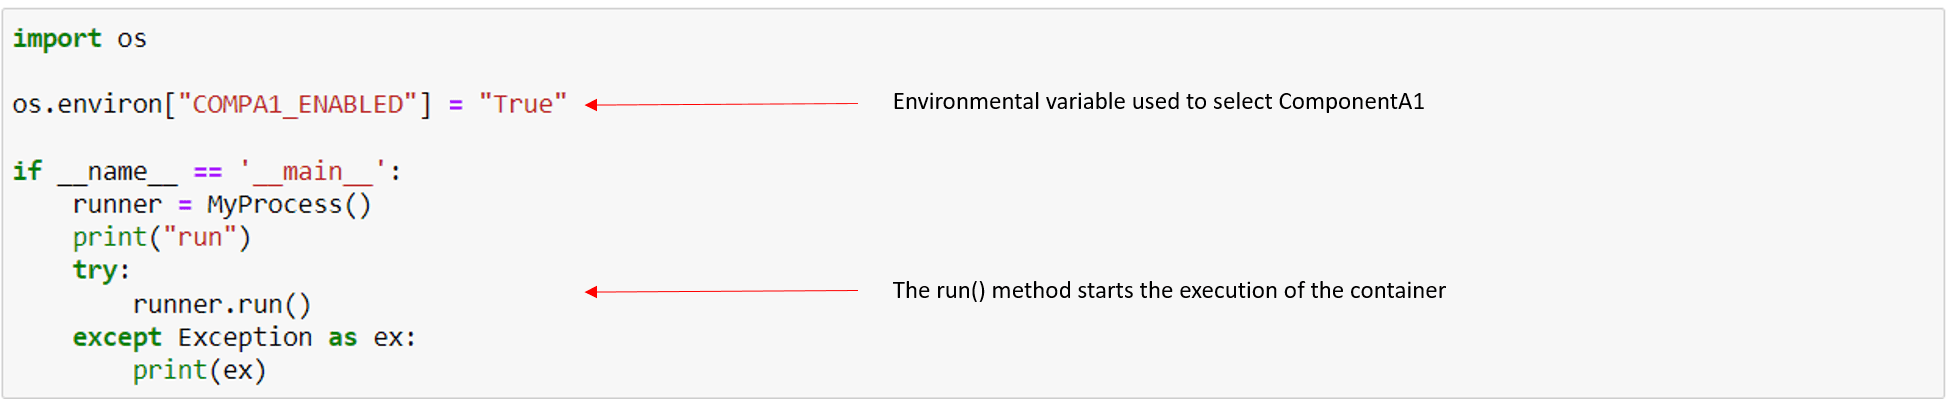 import os
os.environ["COMPA1_ENABLED"] = "True"
Environmental variable used to select ComponentA1
if __name__ == '__main__':
    runner = MyProcess()
    print("run")
    try:
        runner.run()
The run() method starts the execution of the container
    except Exception as ex:
        print(ex)